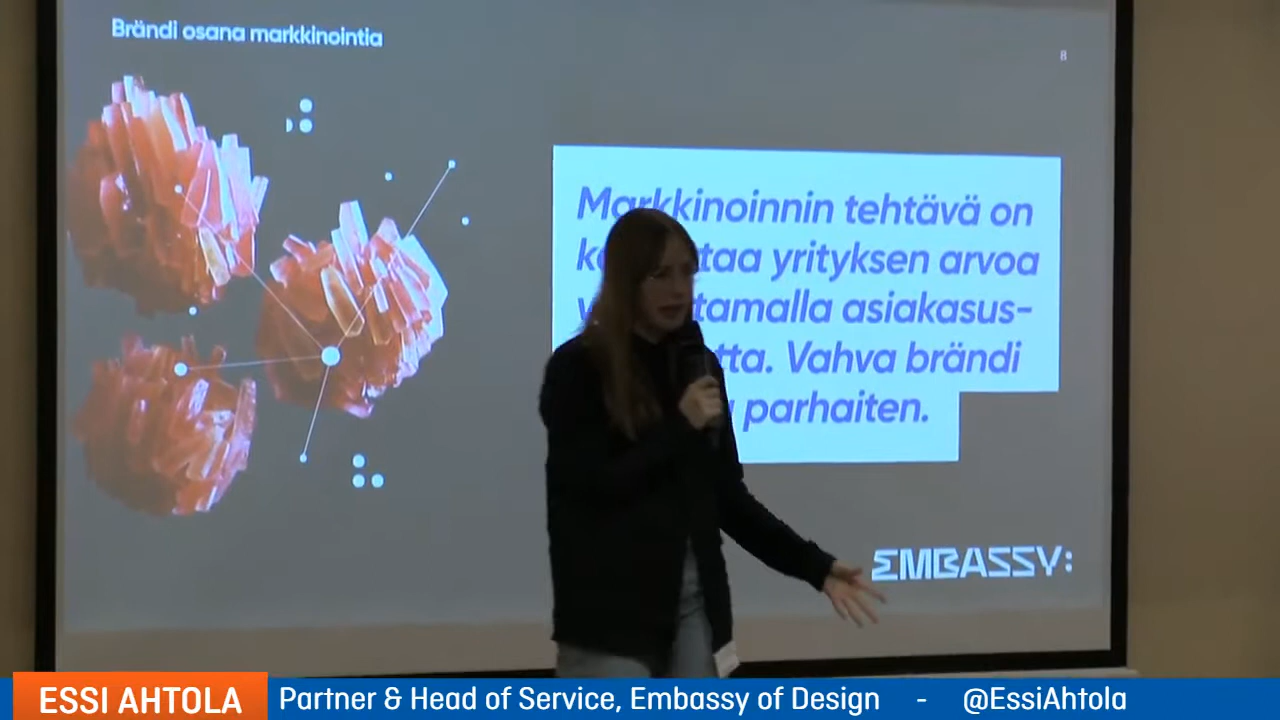 Brändi osana markkinointia
8
Markkinoinnin tehtävä on
yrityksen arvoa
asiakasus-
Vahva brändi
parhaiten.
EMBASSY:
ESSI AHTOLA
Partner & Head of Service, Embassy of Design - @EssiAhtola